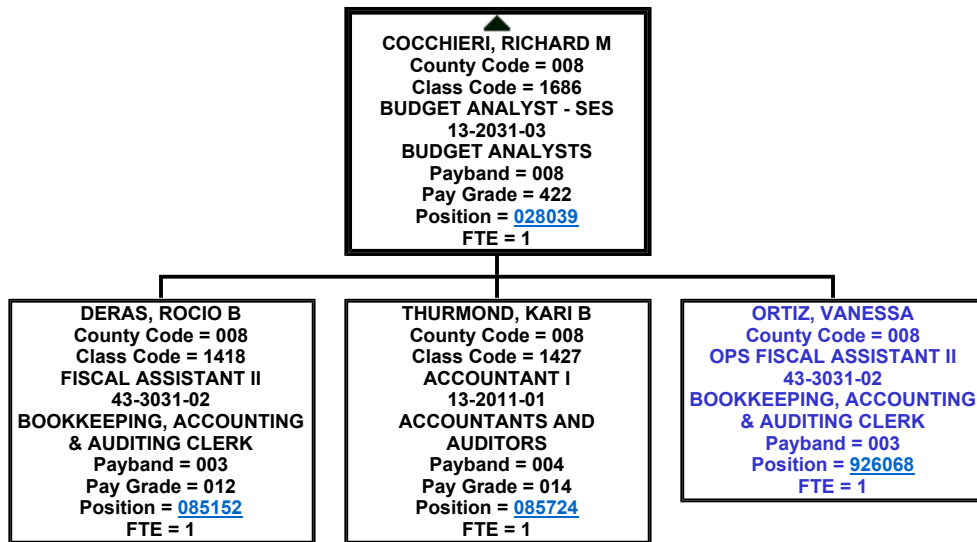 COCCHIERI, RICHARD M
County Code = 008
Class Code = 1686
BUDGET ANALYST - SES
13-2031-03
BUDGET ANALYSTS
Payband = 008
Pay Grade = 422
Position = 028039
FTE = 1
DERAS, ROCIO B
County Code = 008
Class Code = 1418
FISCAL ASSISTANT II
43-3031-02
BOOKKEEPING, ACCOUNTING
& AUDITING CLERK
Payband = 003
Pay Grade = 012
Position = 085152
FTE = 1
THURMOND, KARI B
County Code = 008
Class Code = 1427
ACCOUNTANT I
13-2011-01
ACCOUNTANTS AND
AUDITORS
Payband = 004
Pay Grade = 014
Position = 085724
FTE = 1
ORTIZ, VANESSA
County Code = 008
OPS FISCAL ASSISTANT II
43-3031-02
BOOKKEEPING, ACCOUNTING
& AUDITING CLERK
Payband = 003
Position = 926068
FTE = 1